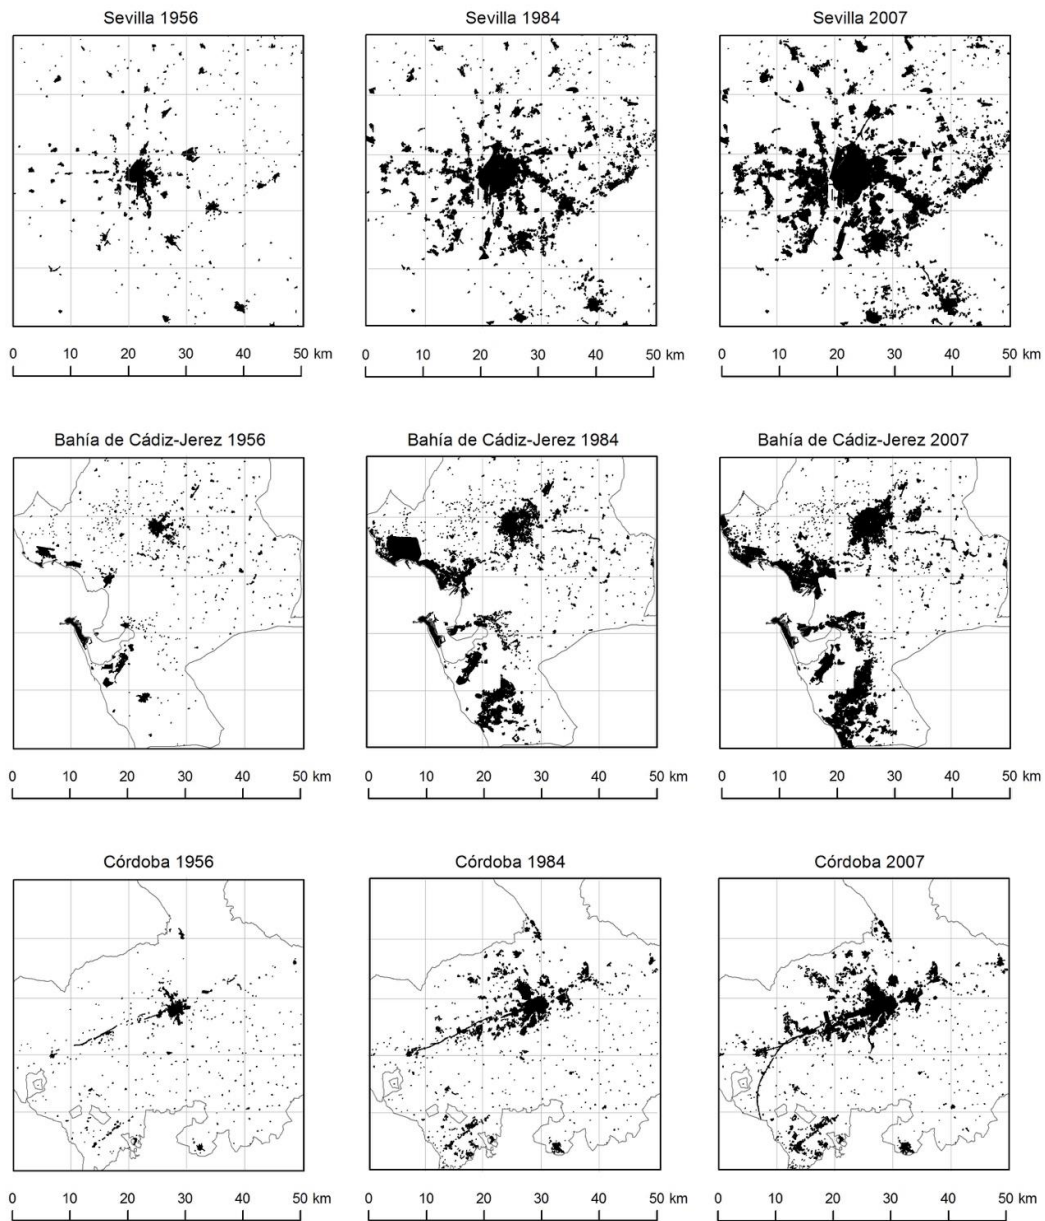 Sevilla 1956 Sevilla 1984 Sevilla 2007
0 10 20 30 40 50 km 0 10 20 30 40 50 km 0 10 20 30 40 50 km
Bahía de Cádiz-Jerez 1956 Bahía de Cádiz-Jerez 1984 Bahía de Cádiz-Jerez 2007
0 10 20 30 40 50 km 0 10 20 30 40 50 km 0 10 20 30 40 50 km
Córdoba 1956 Córdoba 1984 Córdoba 2007
0 10 20 30 40 50 km 0 10 20 30 40 50 km 0 10 20 30 40 50 km